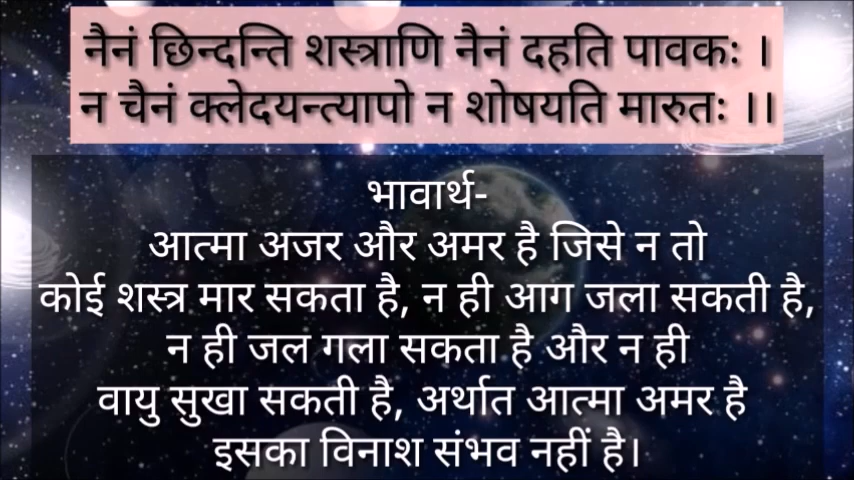 नैनं छिन्दन्ति शस्त्राणि नैनं दहति पावकः ।
न चैनं क्लेदयन्त्यापो न शोषयति मारुतः ।।
भावार्थ-
आत्मा अजर और अमर है जिसे न तो
कोई शस्त्र मार सकता है, न ही आग जला सकती है,
न ही जल गला सकता है और न ही
वायु सुखा सकती है, अर्थात आत्मा अमर है
इसका विनाश संभव नहीं है।